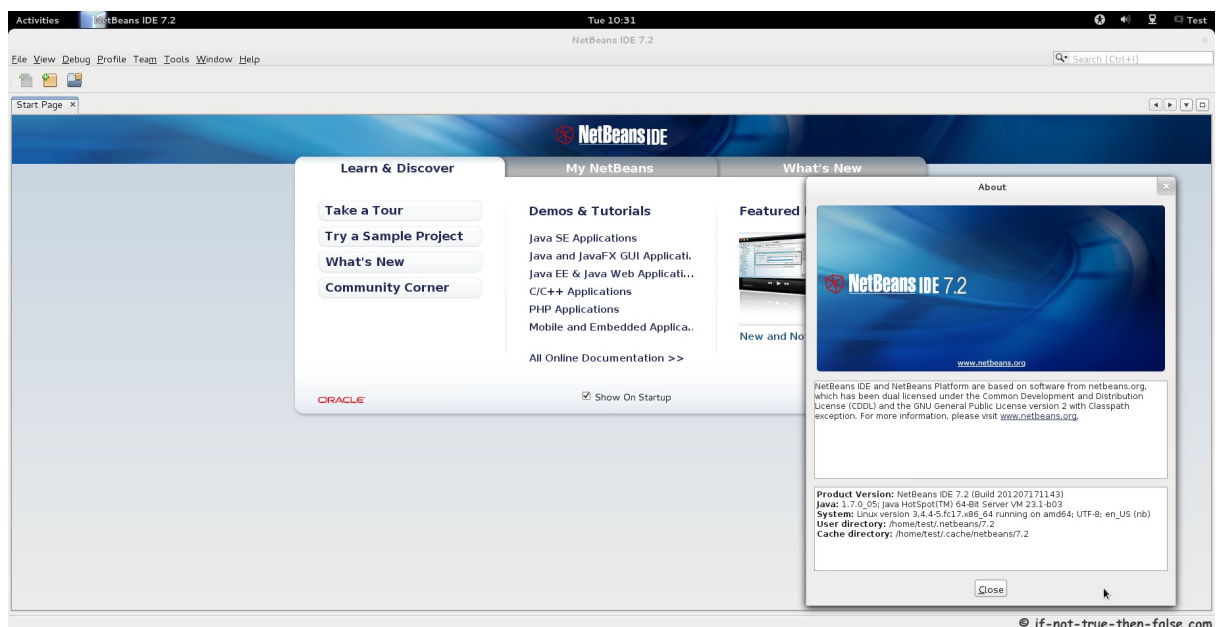 Activities NetBeans IDE 7.2 Tue 10:31 Test
NetBeans IDE 7.2
File View Debug Profile Team Tools Window Help Search (Ctrl+I)
Start Page
NetBeans IDE
Learn & Discover My NetBeans What's New
Take a Tour
Try a Sample Project
What's New
Community Corner
Demos & Tutorials
Java SE Applications
Java and JavaFX GUI Applicati.
Java EE & Java Web Applicati...
C/C++ Applications
PHP Applications
Mobile and Embedded Applica..
All Online Documentation >>
Featured
New and No
ORACLE
Show On Startup
About
NetBeans IDE 7.2
www.netbeans.org
NetBeans IDE and NetBeans Platform are based on software from netbeans.org,
which has been dual licensed under the Common Development and Distribution
License (CDDL) and the GNU General Public License version 2 with Classpath
exception. For more information, please visit www.netbeans.org.
Product Version: NetBeans IDE 7.2 (Build 201207171143)
Java: 1.7.0_05; Java HotSpot(TM) 64-Bit Server VM 23.1-b03
System: Linux version 3.4.4-5.fc17.x86_64 running on amd64; UTF-8; en_US (nb)
User directory: /home/test/.netbeans/7.2
Cache directory: /home/test/.cache/netbeans/7.2
Close
© if-not-true-then-false.com